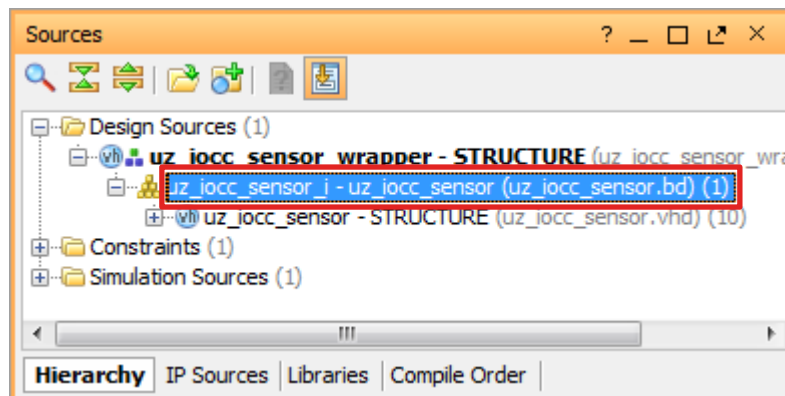 Sources
Design Sources (1)
uz_iocc_sensor_wrapper - STRUCTURE (uz_iocc_sensor_wra
uz_iocc_sensor_i - uz_iocc_sensor (uz_iocc_sensor.bd) (1)
uz_iocc_sensor - STRUCTURE (uz_iocc_sensor.vhd) (10)
Constraints (1)
Simulation Sources (1)
Hierarchy IP Sources Libraries Compile Order